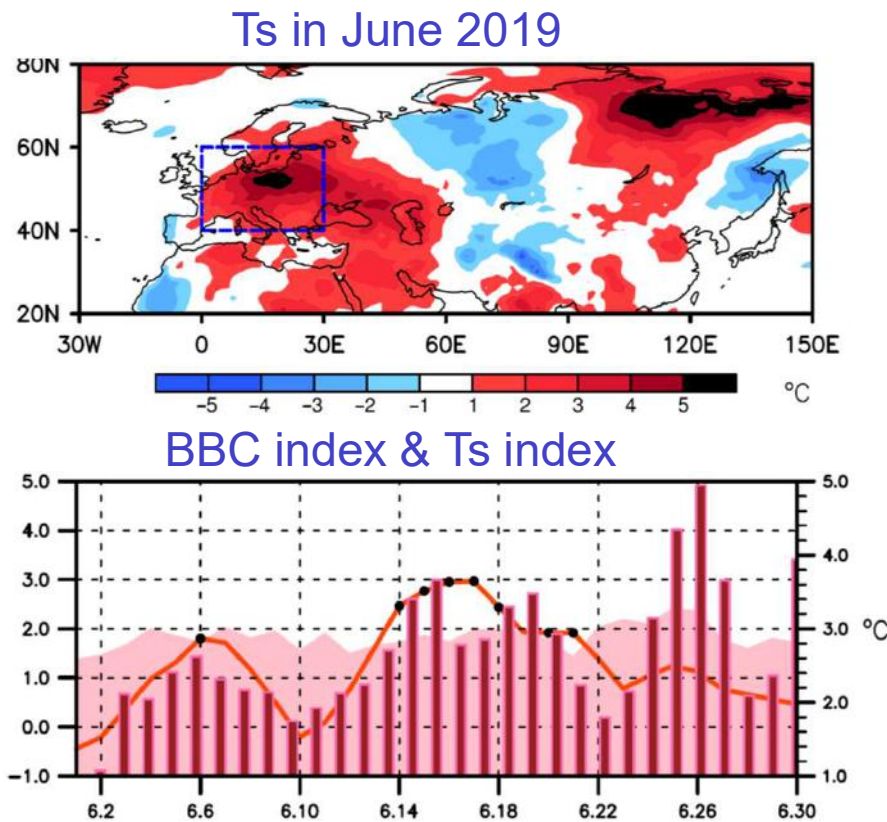 Ts in June 2019
80N
60N
40N
20N
30W 0 30E 60E 90E 120E 150E
−5 −4 −3 −2 −1 1 2 3 4 5 °C
BBC index & Ts index
5.0 5.0
4.0 4.0
3.0 3.0
2.0 °C
1.0 2.0
0.0
−1.0 1.0
6.2 6.6 6.10 6.14 6.18 6.22 6.26 6.30